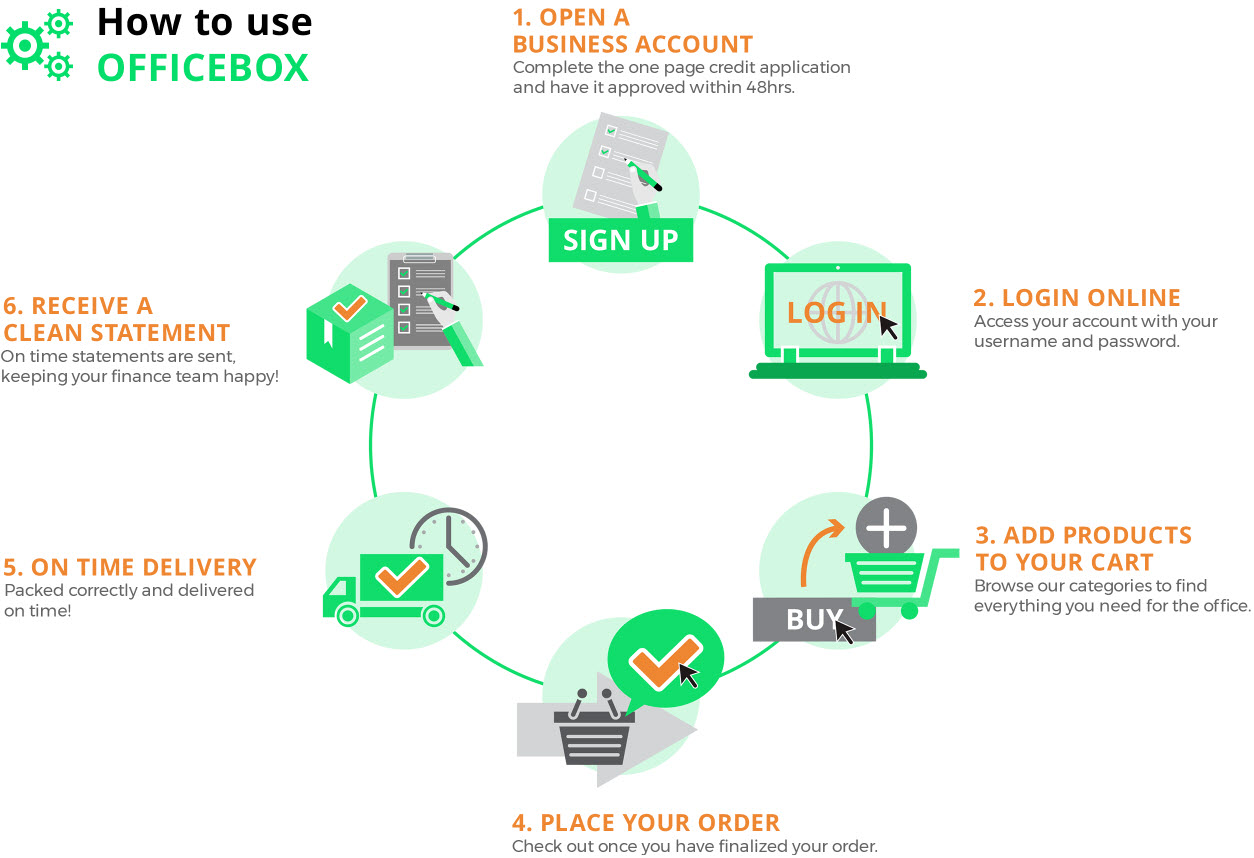 How to use
OFFICEBOX
1. OPEN A
BUSINESS ACCOUNT
Complete the one page credit application
and have it approved within 48hrs.
SIGN UP
2. LOGIN ONLINE
Access your account with your
username and password.
LOG IN
3. ADD PRODUCTS
TO YOUR CART
Browse our categories to find
everything you need for the office.
BUY
4. PLACE YOUR ORDER
Check out once you have finalized your order.
5. ON TIME DELIVERY
Packed correctly and delivered
on time!
6. RECEIVE A
CLEAN STATEMENT
On time statements are sent,
keeping your finance team happy!